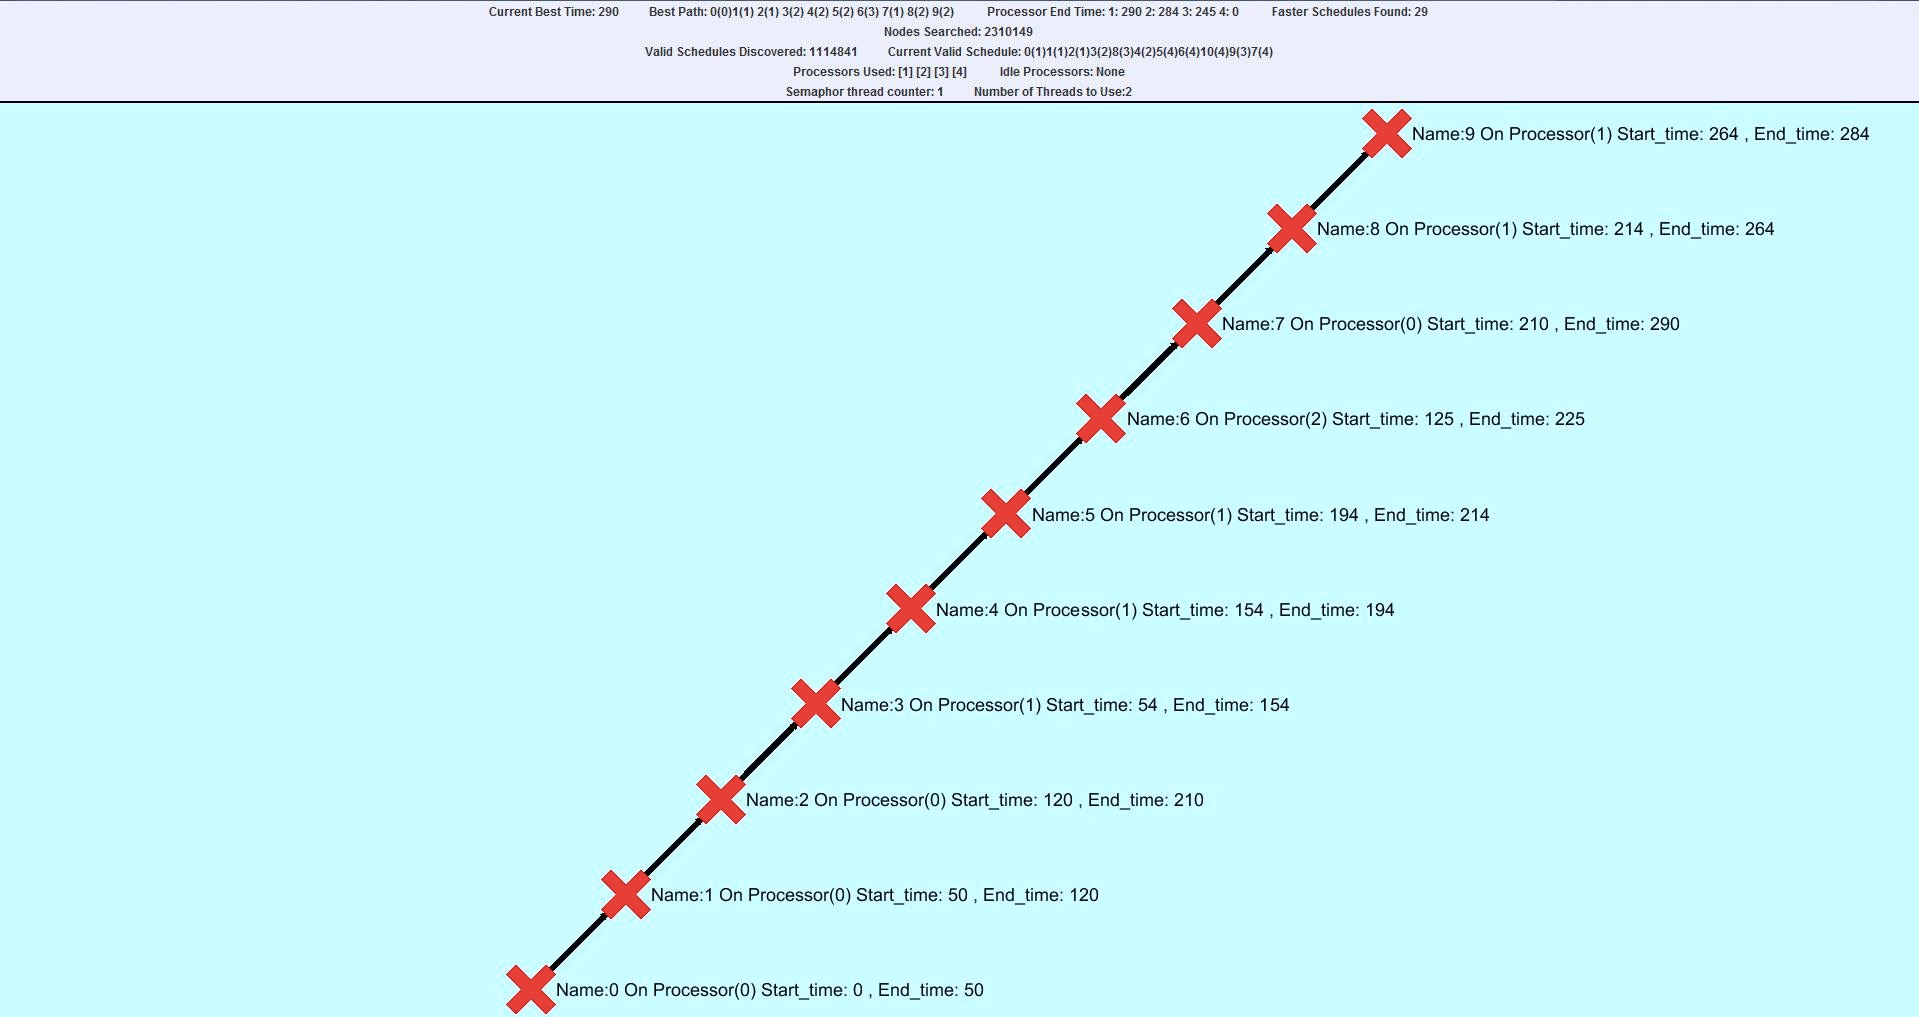 Current Best Time: 290 Best Path: 0(0)1(1) 2(1) 3(2) 4(2) 5(2) 6(3) 7(1) 8(2) 9(2) Processor End Time: 1: 290 2: 284 3: 245 4: 0 Faster Schedules Found: 29
Nodes Searched: 2310149
Valid Schedules Discovered: 1114841 Current Valid Schedule: 0(1)1(1)2(1)3(2)8(3)4(2)5(4)6(4)10(4)9(3)7(4)
Processors Used: [1] [2] [3] [4] Idle Processors: None
Semaphor thread counter: 1 Number of Threads to Use:2
Name:9 On Processor(1) Start_time: 264 , End_time: 284
Name:8 On Processor(1) Start_time: 214 , End_time: 264
Name:7 On Processor(0) Start_time: 210 , End_time: 290
Name:6 On Processor(2) Start_time: 125 , End_time: 225
Name:5 On Processor(1) Start_time: 194 , End_time: 214
Name:4 On Processor(1) Start_time: 154 , End_time: 194
Name:3 On Processor(1) Start_time: 54 , End_time: 154
Name:2 On Processor(0) Start_time: 120 , End_time: 210
Name:1 On Processor(0) Start_time: 50 , End_time: 120
Name:0 On Processor(0) Start_time: 0 , End_time: 50